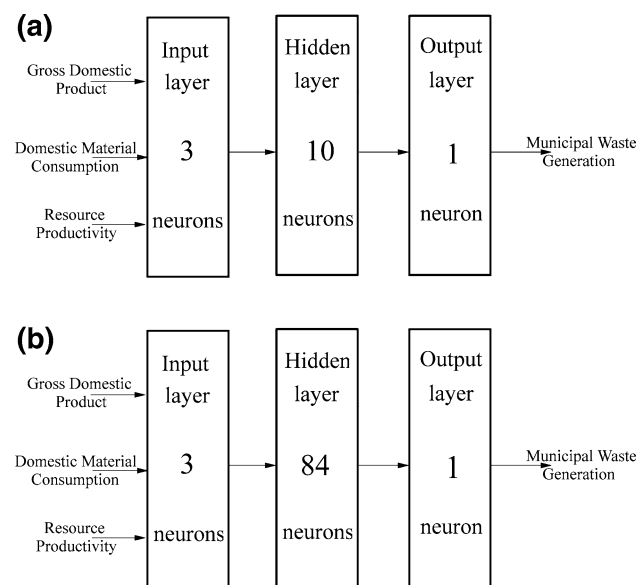 (a)
Gross Domestic
Product
Domestic Material
Consumption
Resource
Productivity
Input
layer
3
neurons
Hidden
layer
10
neurons
Output
layer
1
neuron
Municipal Waste
Generation
(b)
Gross Domestic
Product
Domestic Material
Consumption
Resource
Productivity
Input
layer
3
neurons
Hidden
layer
84
neurons
Output
layer
1
neuron
Municipal Waste
Generation